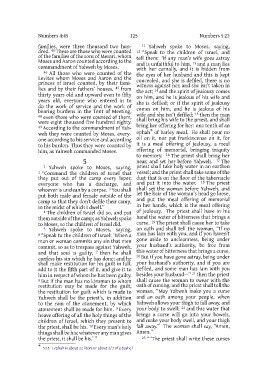 Numbers 4:45
125
Numbers 5:23
families, were three thousand two hun-
dred. 45 These are those who were counted
of the families of the sons of Merari, whom
Moses and Aaron counted according to the
commandment of Yahweh by Moses.
46 All those who were counted of the
Levites whom Moses and Aaron and the
princes of Israel counted, by their fami-
lies and by their fathers' houses, 47 from
thirty years old and upward even to fifty
years old, everyone who entered in to
do the work of service and the work of
bearing burdens in the Tent of Meeting,
48 even those who were counted of them,
were eight thousand five hundred eighty.
49 According to the commandment of Yah-
weh they were counted by Moses, every-
one according to his service and according
to his burden. Thus they were counted by
him, as Yahweh commanded Moses.
5
1 Yahweh spoke to Moses, saying,
2 "Command the children of Israel that
they put out of the camp every leper,
everyone who has a discharge, and
whoever is unclean by a corpse. 3 You shall
put both male and female outside of the
camp so that they don't defile their camp,
in the midst of which I dwell."
4 The children of Israel did so, and put
them outside of the camp; as Yahweh spoke
to Moses, so the children of Israel did.
5 Yahweh spoke to Moses, saying,
6 "Speak to the children of Israel: 'When a
man or woman commits any sin that men
commit, so as to trespass against Yahweh,
and that soul is guilty, 7 then he shall
confess his sin which he has done; and he
shall make restitution for his guilt in full,
add to it the fifth part of it, and give it to
him in respect of whom he has been guilty.
8 But if the man has no kinsman to whom
restitution may be made for the guilt,
the restitution for guilt which is made to
Yahweh shall be the priest's, in addition
to the ram of the atonement, by which
atonement shall be made for him. 9 Every
heave offering of all the holy things of the
children of Israel, which they present to
the priest, shall be his. 10 Every man's holy
things shall be his; whatever any man gives
the priest, it shall be his.'"
11 Yahweh spoke to Moses, saying,
12 "Speak to the children of Israel, and
tell them: 'If any man's wife goes astray
and is unfaithful to him, 13 and a man lies
with her carnally, and it is hidden from
the eyes of her husband and this is kept
concealed, and she is defiled, there is no
witness against her, and she isn't taken in
the act; 14 and the spirit of jealousy comes
on him, and he is jealous of his wife and
she is defiled; or if the spirit of jealousy
comes on him, and he is jealous of his
wife and she isn't defiled; 15 then the man
shall bring his wife to the priest, and shall
bring her offering for her: one tenth of an
ephah of barley meal. He shall pour no
oil on it, nor put frankincense on it, for
it is a meal offering of jealousy, a meal
offering of memorial, bringing iniquity
to memory. 16 The priest shall bring her
near, and set her before Yahweh. 17 The
priest shall take holy water in an earthen
vessel; and the priest shall take some of the
dust that is on the floor of the tabernacle
and put it into the water. 18 The priest
shall set the woman before Yahweh, and
let the hair of the woman's head go loose,
and put the meal offering of memorial
in her hands, which is the meal offering
of jealousy. The priest shall have in his
hand the water of bitterness that brings a
curse. 19 The priest shall cause her to take
an oath and shall tell the woman, "If no
man has lain with you, and if you haven't
gone aside to uncleanness, being under
your husband's authority, be free from
this water of bitterness that brings a curse.
20 But if you have gone astray, being under
your husband's authority, and if you are
defiled, and some man has lain with you
besides your husband—" 21 then the priest
shall cause the woman to swear with the
oath of cursing, and the priest shall tell the
woman, "May Yahweh make you a curse
and an oath among your people, when
Yahweh allows your thigh to fall away, and
your body to swell; 22 and this water that
brings a curse will go into your bowels,
and make your body swell, and your thigh
fall away." The woman shall say, "Amen,
Amen."
23 "'The priest shall write these curses